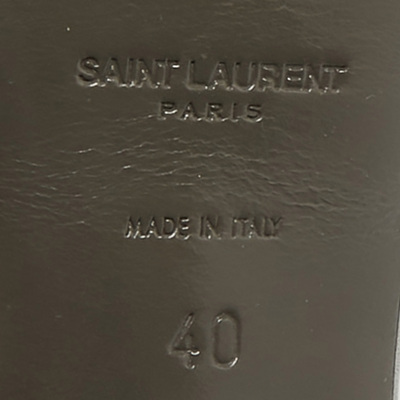 SAINT LAURENT
PARIS
MADE IN ITALY
40